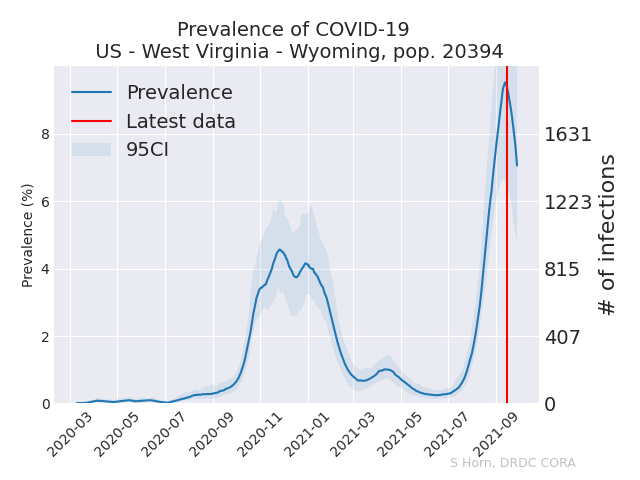 Prevalence of COVID-19
US - West Virginia - Wyoming, pop. 20394
Prevalence
Latest data
95CI
Prevalence (%)
8
6
4
2
0
1631
1223
815
407
0
# of infections
2020-03
2020-05
2020-07
2020-09
2020-11
2021-01
2021-03
2021-05
2021-07
2021-09
S Horn, DRDC CORA